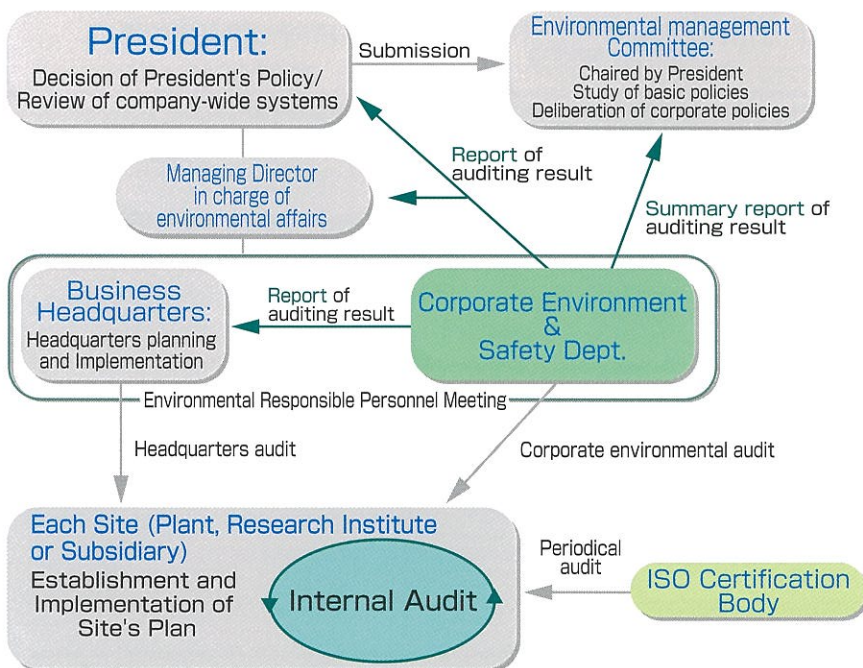 President:
Decision of President's Policy/
Review of company-wide systems
Submission
Environmental management
Committee:
Chaired by President
Study of basic policies
Deliberation of corporate policies
Managing Director
in charge of
environmental affairs
Report of
auditing result
Summary report of
auditing result
Business
Headquarters:
Headquarters planning
and Implementation
Report of
auditing result
Corporate Environment
&
Safety Dept.
Environmental Responsible Personnel Meeting
Headquarters audit
Corporate environmental audit
Each Site (Plant, Research Institute
or Subsidiary)
Establishment and
Implementation of
Site's Plan
Internal Audit
Periodical
audit
ISO Certification
Body